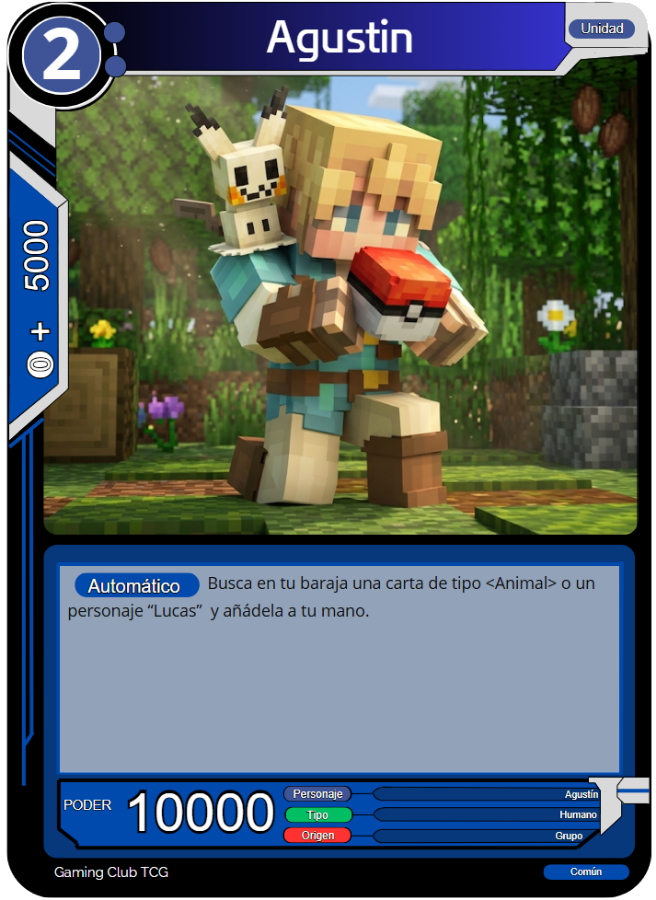 2
Agustin
Unidad
0 + 5000
Automático Busca en tu baraja una carta de tipo <Animal> o un
personaje “Lucas” y añádela a tu mano.
PODER 10000
Personaje Agustín
Tipo Humano
Origen Grupo
Gaming Club TCG
Común